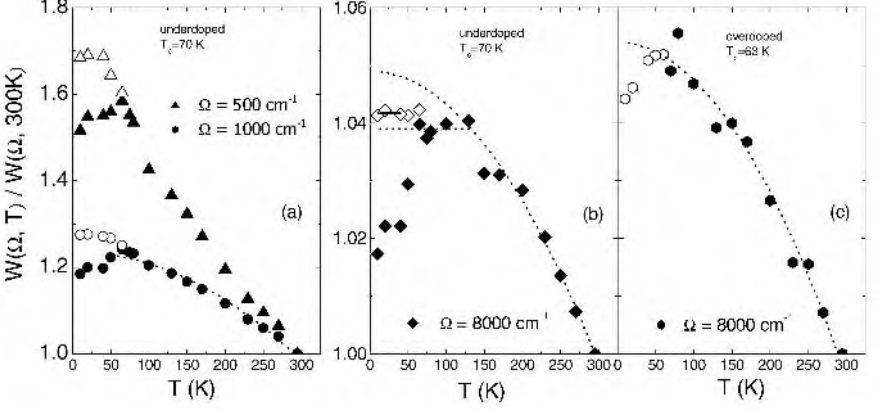 W(Ω, T) / W(Ω, 300K)
1.8
1.6
1.4
1.2
1.0
underdoped
T_c=70 K
Ω = 500 cm⁻¹
Ω = 1000 cm⁻¹
(a)
0 50 100 150 200 250 300
T (K)
1.06
1.04
1.02
1.00
underdoped
T_c=70 K
(b)
Ω = 8000 cm⁻¹
0 50 100 150 200 250 300
T (K)
overdoped
T_c=63 K
(c)
Ω = 8000 cm⁻¹
0 50 100 150 200 250 300
T (K)